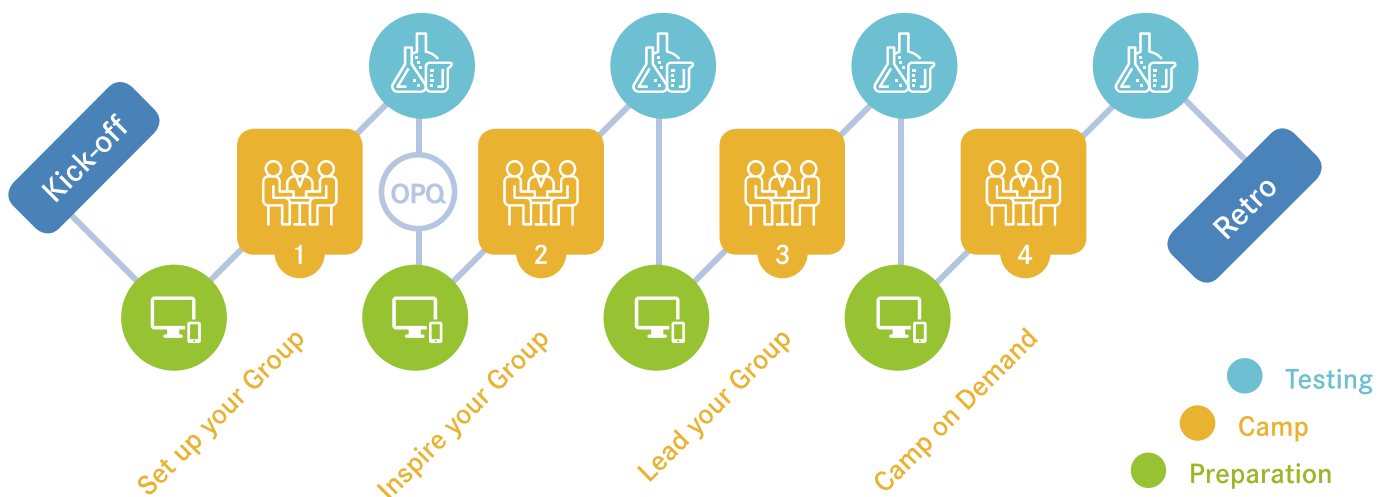 Kick-off
OPQ
1
2
3
4
Retro
Set up your Group
Inspire your Group
Lead your Group
Camp on Demand
Testing
Camp
Preparation